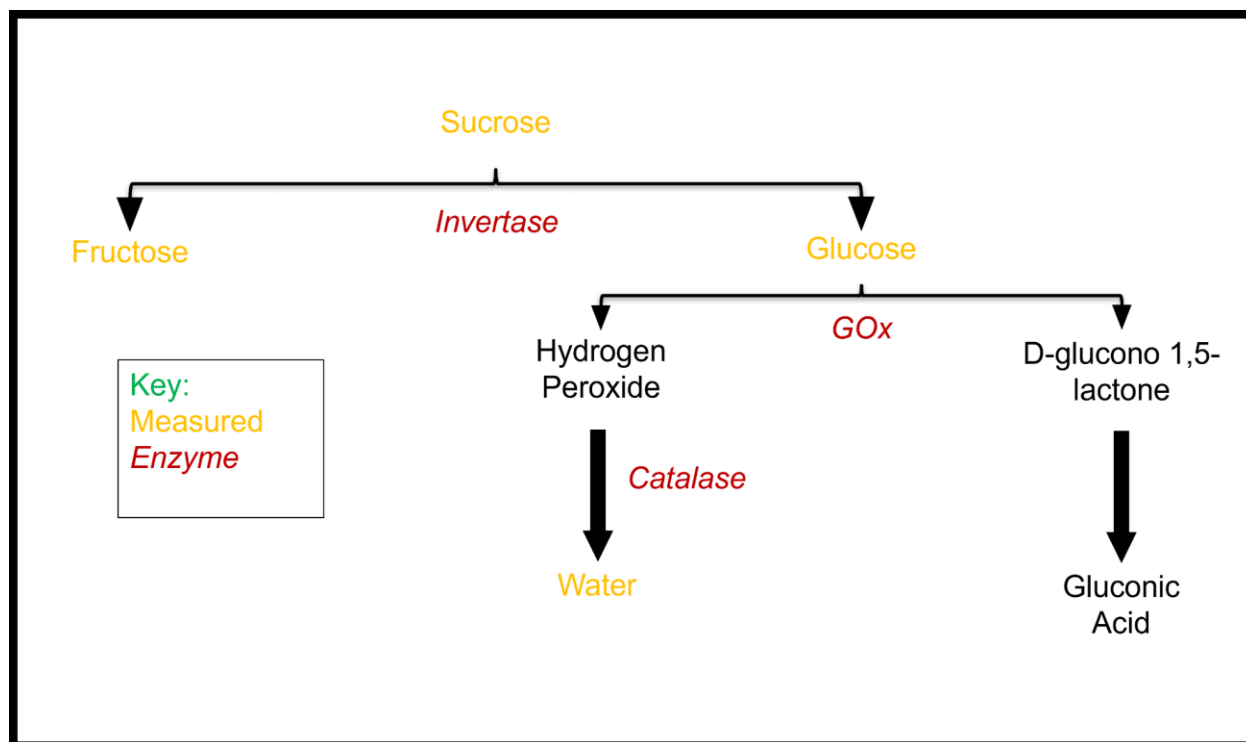 Sucrose
Invertase
Fructose
Glucose
GOx
Hydrogen
Peroxide
D-glucono 1,5-
lactone
Key:
Measured
Enzyme
Catalase
Water
Gluconic
Acid